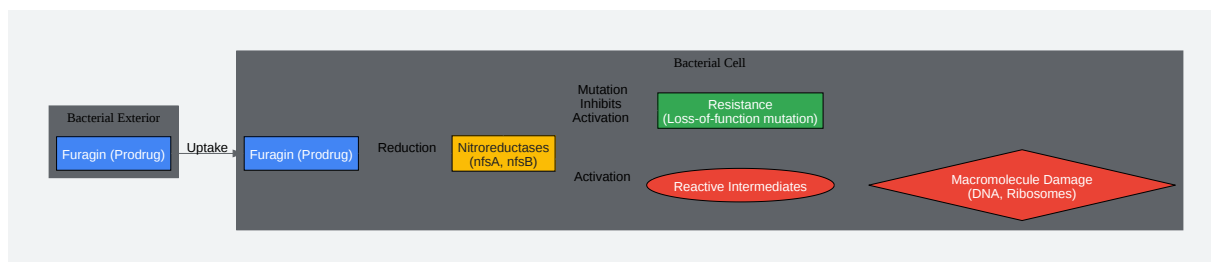 Bacterial Exterior
Furagin (Prodrug)
Uptake
Bacterial Cell
Furagin (Prodrug)
Reduction
Nitroreductases
(nfsA, nfsB)
Mutation
Inhibits
Activation
Resistance
(Loss-of-function mutation)
Activation
Reactive Intermediates
Macromolecule Damage
(DNA, Ribosomes)